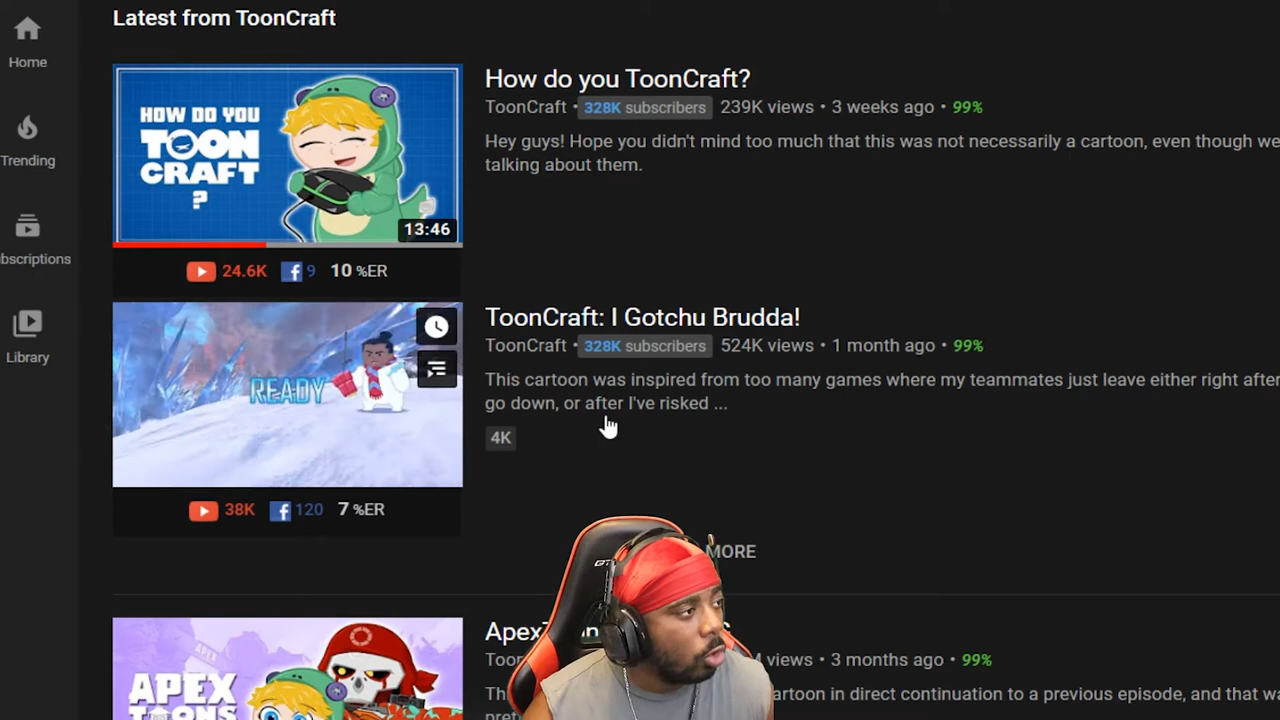 Latest from ToonCraft
Home
Trending
bscriptions
Library
HOW DO YOU
TOON
CRAFT
?
13:46
24.6K 9 10 %ER
How do you ToonCraft?
ToonCraft • 328K subscribers 239K views • 3 weeks ago • 99%
Hey guys! Hope you didn't mind too much that this was not necessarily a cartoon, even though we
talking about them.
READY
38K 120 7 %ER
ToonCraft: I Gotchu Brudda!
ToonCraft • 328K subscribers 524K views • 1 month ago • 99%
This cartoon was inspired from too many games where my teammates just leave either right after
go down, or after I've risked ...
4K
MORE
APEX
APEX
TOONS
Apex
Toon
views • 3 months ago • 99%
artoon in direct continuation to a previous episode, and that wa